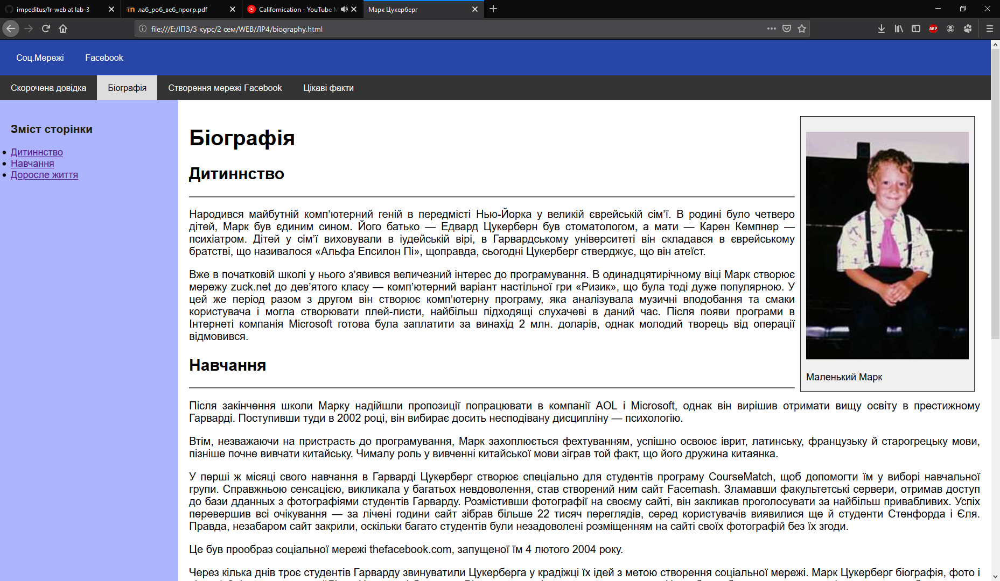 impeditus/lr-web at lab-3
лаб_роб_веб_прогр.pdf
Californication - YouTube M
Марк Цукерберг
file:///E:/ІПЗ/3 курс/2 сем/WEB/ЛР4/biography.html
ABP
Соц.Мережі Facebook
Скорочена довідка Біографія Створення мережі Facebook Цікаві факти
Зміст сторінки
Дитиннство
Навчання
Доросле життя
Біографія
Дитиннство
Народився майбутній комп’ютерний геній в передмісті Нью-Йорка у великій єврейській сім’ї. В родині було четверо
дітей, Марк був єдиним сином. Його батько — Едвард Цукерберн був стоматологом, а мати — Карен Кемпнер —
психіатром. Дітей у сім’ї виховували в іудейській вірі, в Гарвардському університеті він складався в єврейському
братстві, що називалося «Альфа Епсилон Пі», щоправда, сьогодні Цукерберг стверджує, що він атеїст.
Вже в початковій школі у нього з’явився величезний інтерес до програмування. В одинадцятирічному віці Марк створює
мережу zuck.net до дев’ятого класу — комп’ютерний варіант настільної гри «Ризик», що була тоді дуже популярною. У
цей же період разом з другом він створює комп’ютерну програму, яка аналізувала музичні вподобання та смаки
користувача і могла створювати плей-листи, найбільш підходящі слухачеві в даний час. Після появи програми в
Інтернеті компанія Microsoft готова була заплатити за винахід 2 млн. доларів, однак молодий творець від операції
відмовився.
Маленький Марк
Навчання
Після закінчення школи Марку надійшли пропозиції попрацювати в компанії AOL і Microsoft, однак він вирішив отримати вищу освіту в престижному
Гарварді. Поступивши туди в 2002 році, він вибирає досить несподівану дисципліну — психологію.
Втім, незважаючи на пристрасть до програмування, Марк захоплюється фехтуванням, успішно освоює іврит, латинську, французьку й старогрецьку мови,
пізніше почне вивчати китайську. Чималу роль у вивченні китайської мови зіграв той факт, що його дружина китаянка.
У перші ж місяці свого навчання в Гарварді Цукерберг створює спеціально для студентів програму CourseMatch, щоб допомогти їм у виборі навчальної
групи. Справжньою сенсацією, викликала у багатьох невдоволення, став створений ним сайт Facemash. Зламавши факультетські сервери, отримав доступ
до бази дданных з фотографіями студентів Гарварду. Розмістивши фотографії на своєму сайті, він закликав проголосувати за найбільш привабливих. Успіх
перевершив всі очікування — за лічені години сайт зібрав більше 22 тисяч переглядів, серед користувачів виявилися ще й студенти Стенфорда і Єля.
Правда, незабаром сайт закрили, оскільки багато студентів були незадоволені розміщенням на сайті своїх фотографій без їх згоди.
Це був прообраз соціальної мережі thefacebook.com, запущеної їм 4 лютого 2004 року.
Через кілька днів троє студентів Гарварду звинуватили Цукерберга у крадіжці їх ідей з метою створення соціальної мережі. Марк Цукерберг біографія, фото і